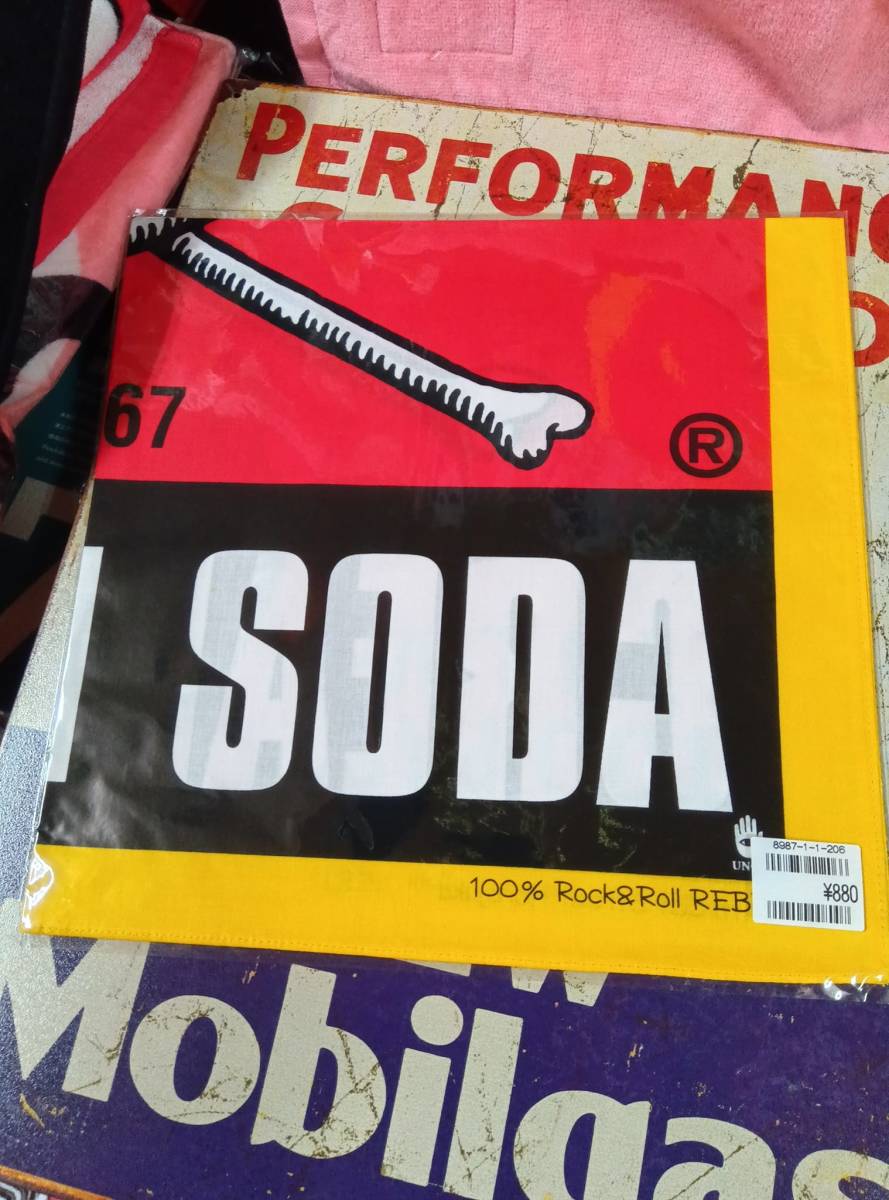 PERFORMANC
67
®
SODA
UN
8987-1-1-206
¥880
100% Rock&Roll REB
Mobilgas